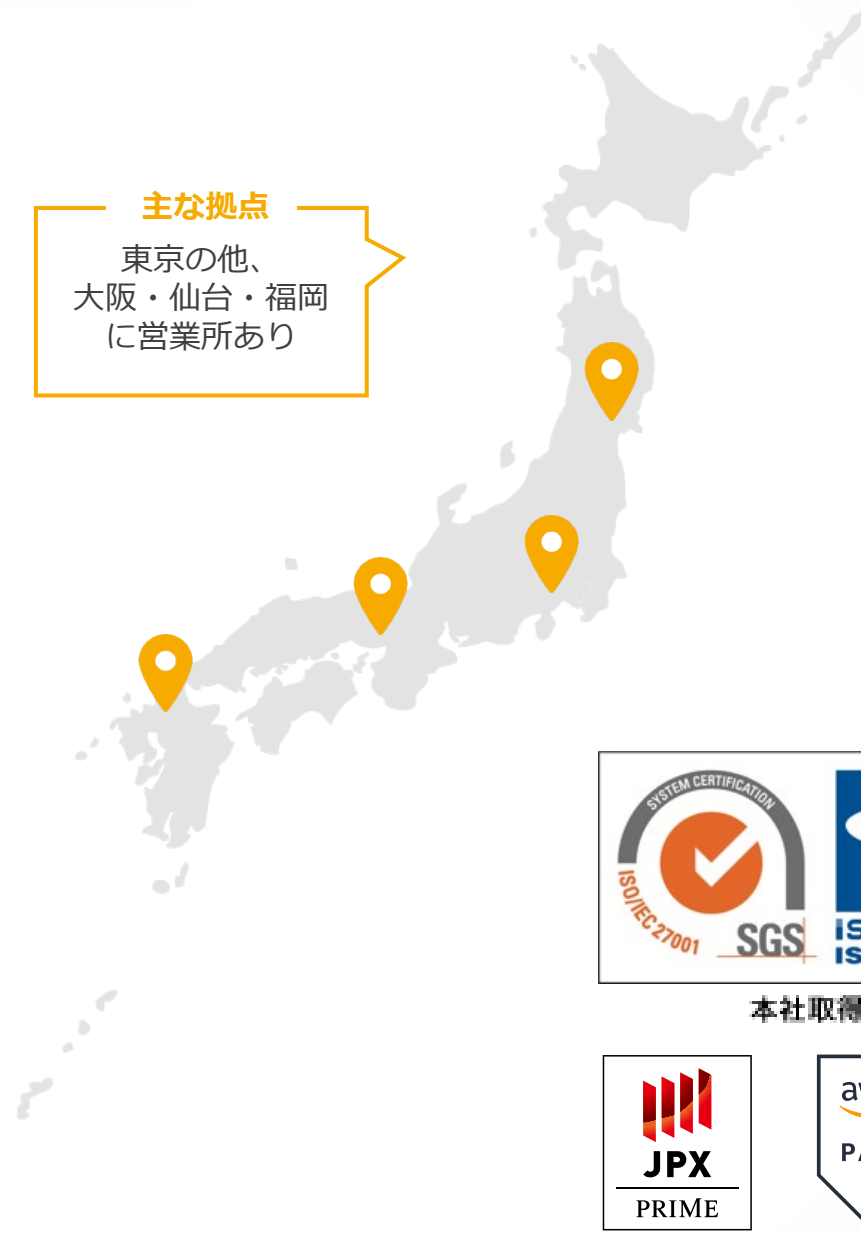 主な拠点
東京の他、
大阪・仙台・福岡
に営業所あり
SYSTEM CERTIFICATION
ISO/IEC 27001
SGS
本社取得
JPX
PRIME